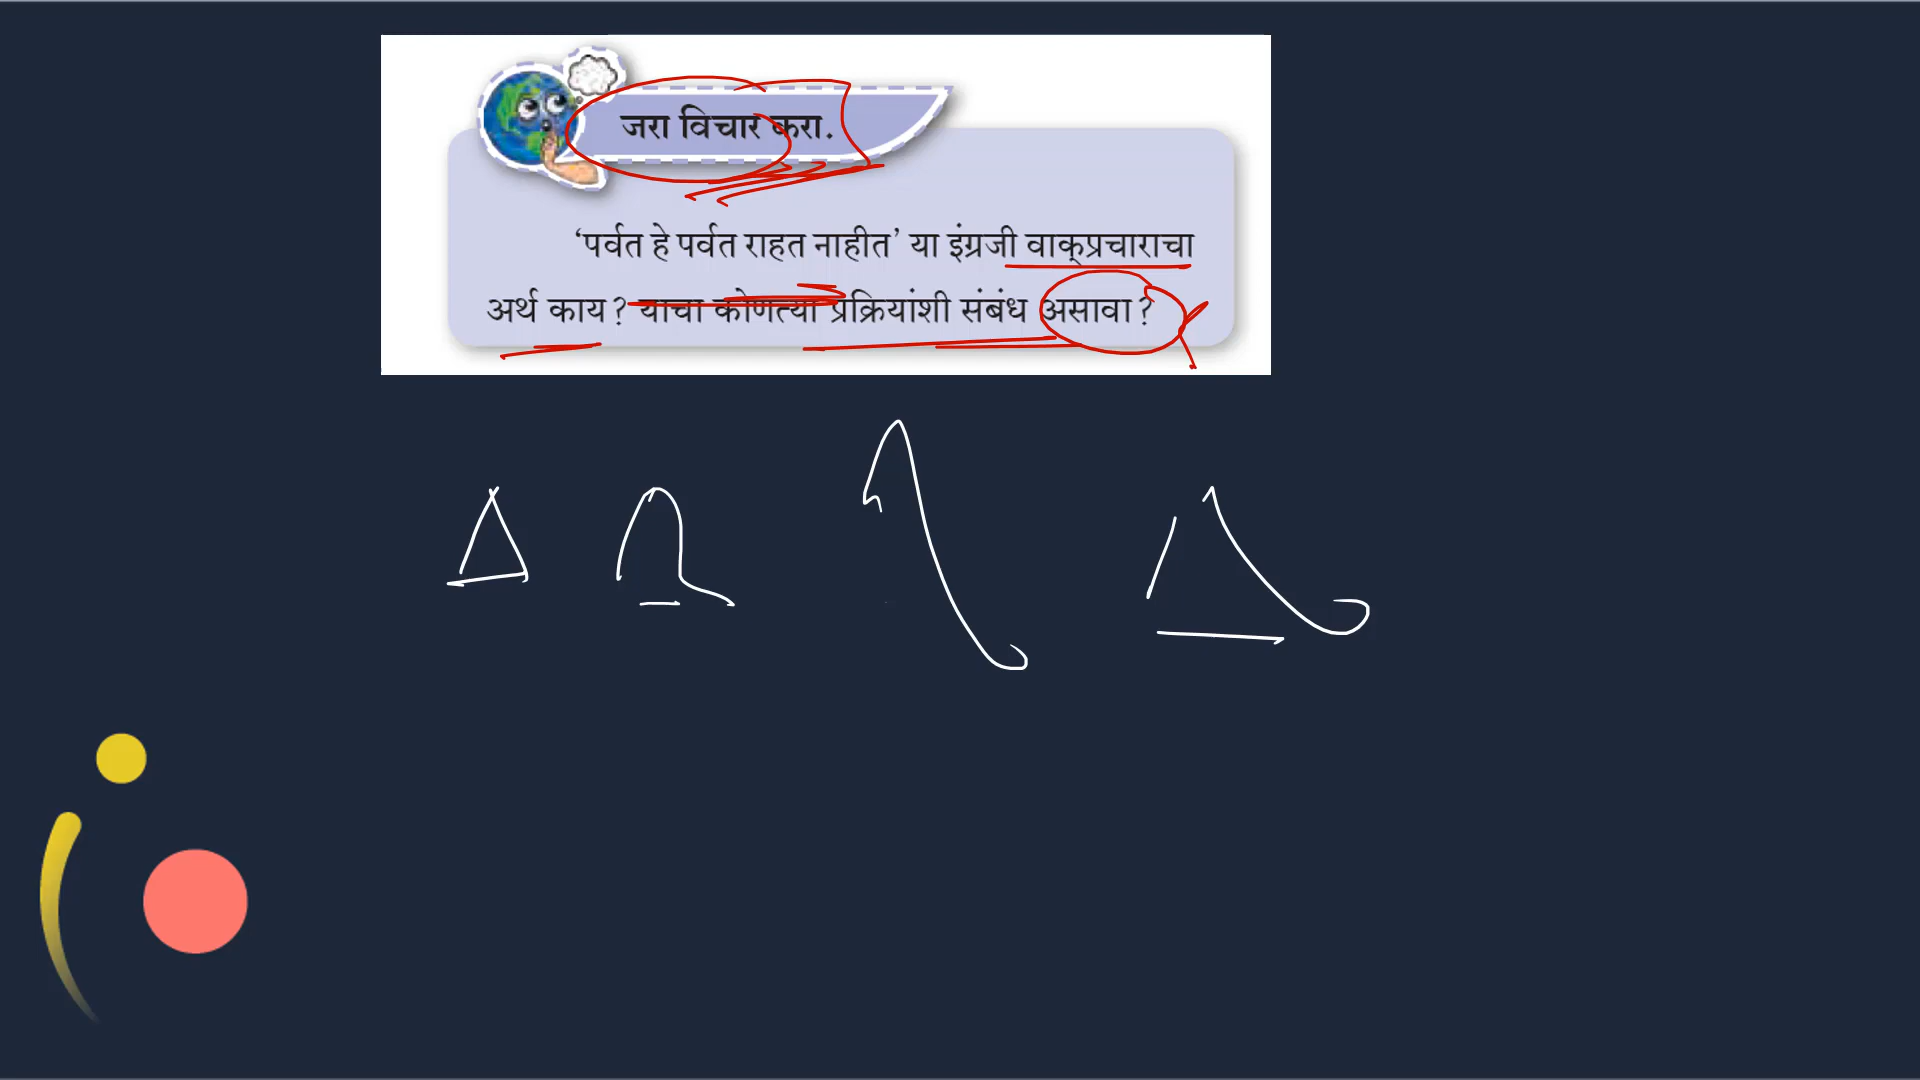 जरा विचार करा.
‘पर्वत हे पर्वत राहत नाहीत’ या इंग्रजी वाक्‌प्रचाराचा
अर्थ काय? याचा कोणत्या प्रक्रियांशी संबंध असावा?